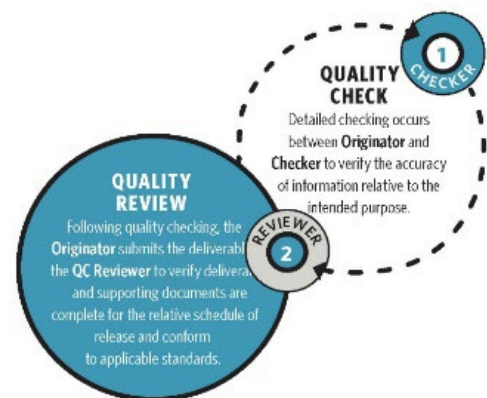 1
CHECKER
QUALITY
CHECK
Detailed checking occurs
between Originator and
Checker to verify the accuracy
of information relative to the
intended purpose.
QUALITY
REVIEW
Following quality checking, the
Originator submits the
the QC Reviewer to verify
and supporting documents are
complete for the relative schedule of
release and conform
to applicable standards.
REVIEWER
2